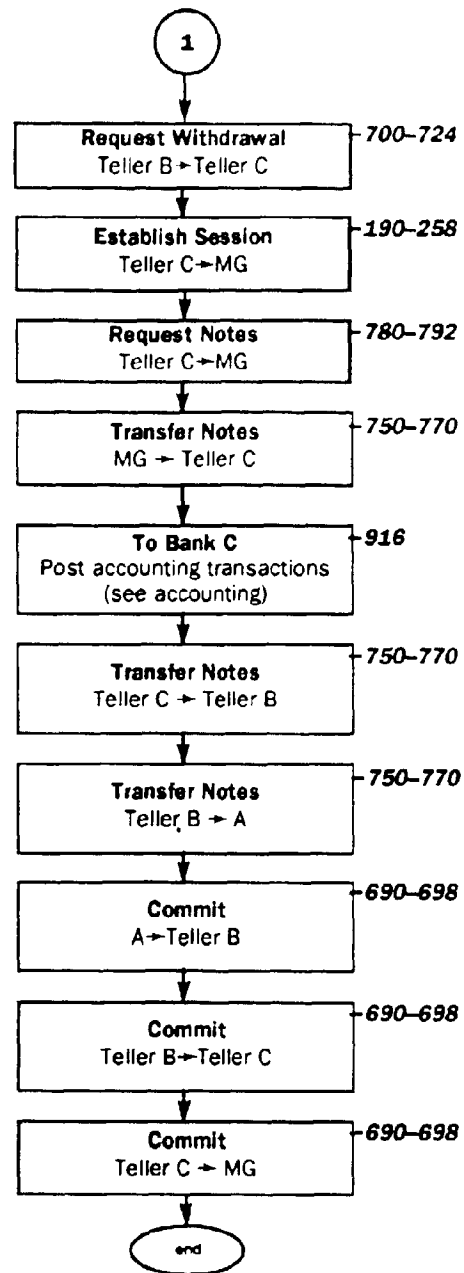 1
Request Withdrawal
Teller B→Teller C
700–724
Establish Session
Teller C→MG
190–258
Request Notes
Teller C→MG
780–792
Transfer Notes
MG → Teller C
750–770
To Bank C
Post accounting transactions
(see accounting)
916
Transfer Notes
Teller C → Teller B
750–770
Transfer Notes
Teller B → A
750–770
Commit
A→Teller B
690–698
Commit
Teller B→Teller C
690–698
Commit
Teller C → MG
690–698
end